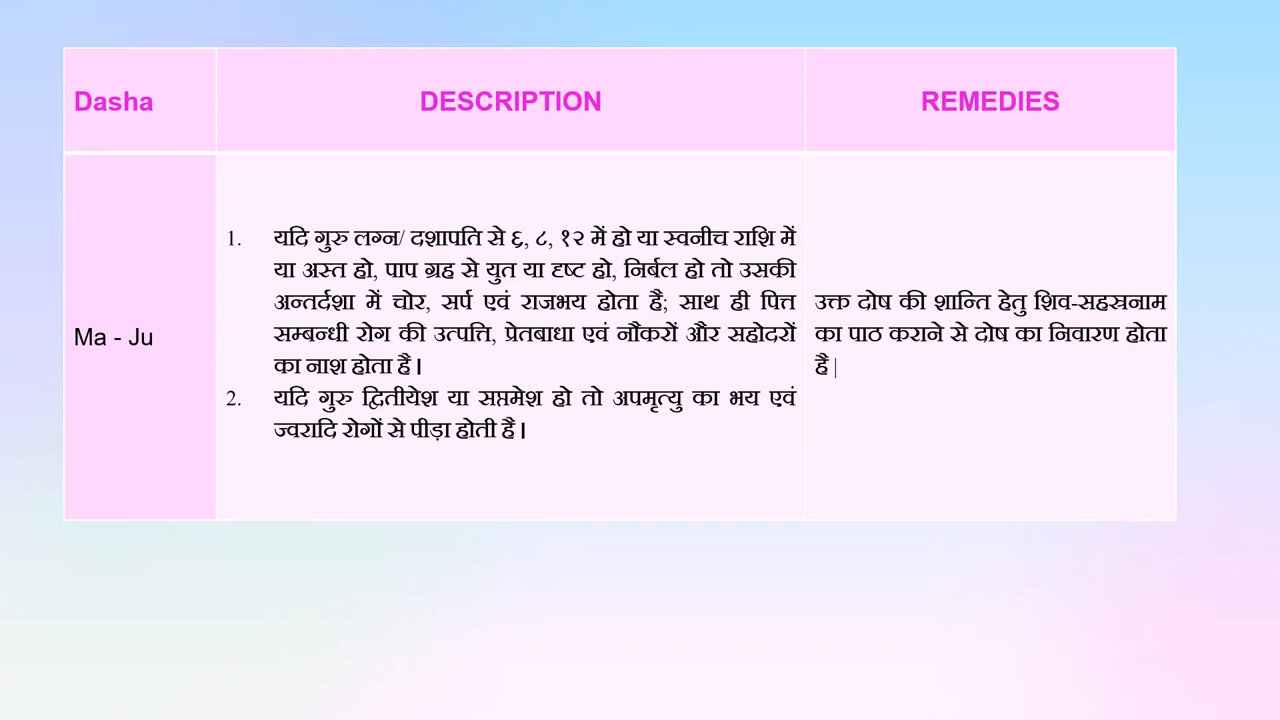 Dasha DESCRIPTION REMEDIES
Ma - Ju
1. यदि गुरु लग्न/ दशापति से ६, ८, १२ में हो या स्वनीच राशि में
या अस्त हो, पाप ग्रह से युत या दृष्ट हो, निर्बल हो तो उसकी
अन्तर्दशा में चोर, सर्प एवं राजभय होता है; साथ ही पित्त
सम्बन्धी रोग की उत्पत्ति, प्रेतबाधा एवं नौकरों और सहोदरों
का नाश होता है ।
2. यदि गुरु द्वितीयेश या सप्तमेश हो तो अपमृत्यु का भय एवं
ज्वरादि रोगों से पीड़ा होती है ।
उक्त दोष की शान्ति हेतु शिव-सहस्रनाम
का पाठ कराने से दोष का निवारण होता
है |